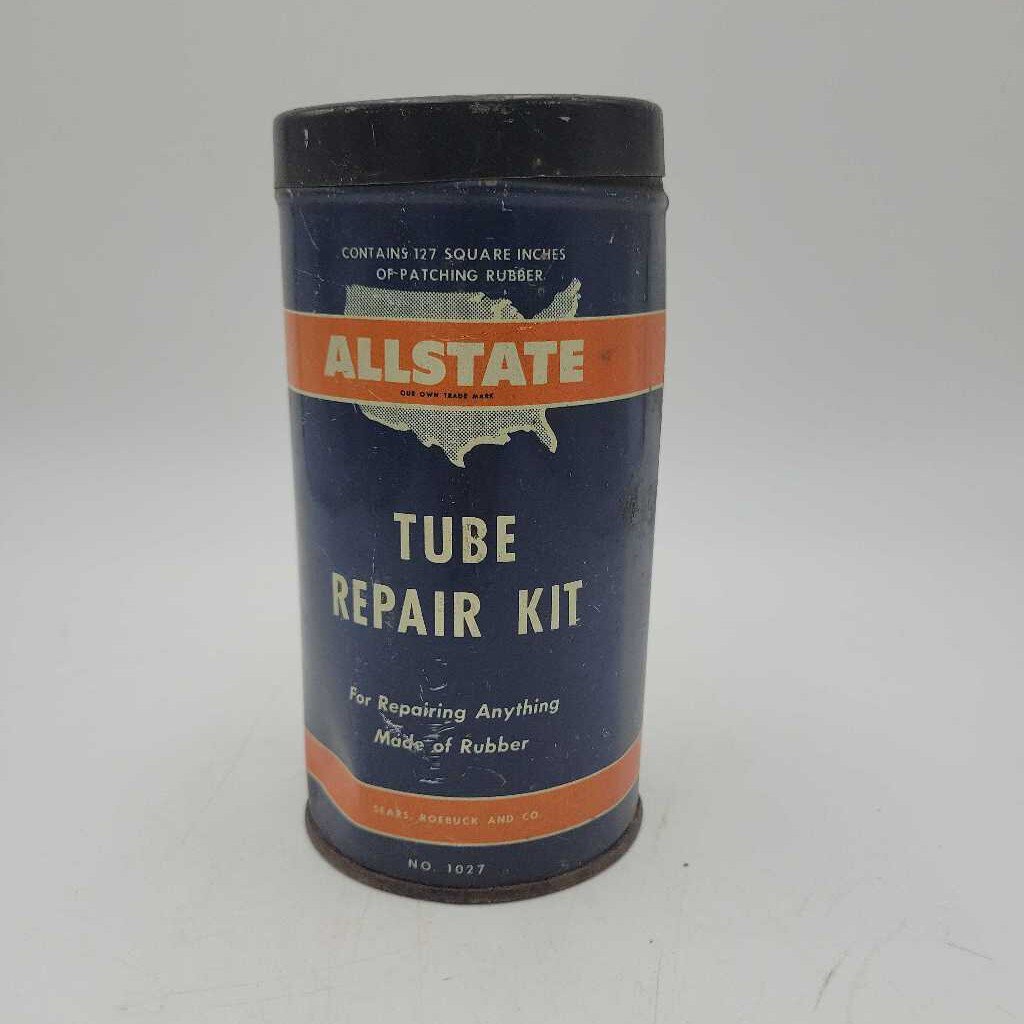 CONTAINS 127 SQUARE INCHES
OF PATCHING RUBBER
ALLSTATE
OUR OWN TRADE MARK
TUBE
REPAIR KIT
For Repairing Anything
Made of Rubber
SEARS, ROEBUCK AND CO.
NO. 1027